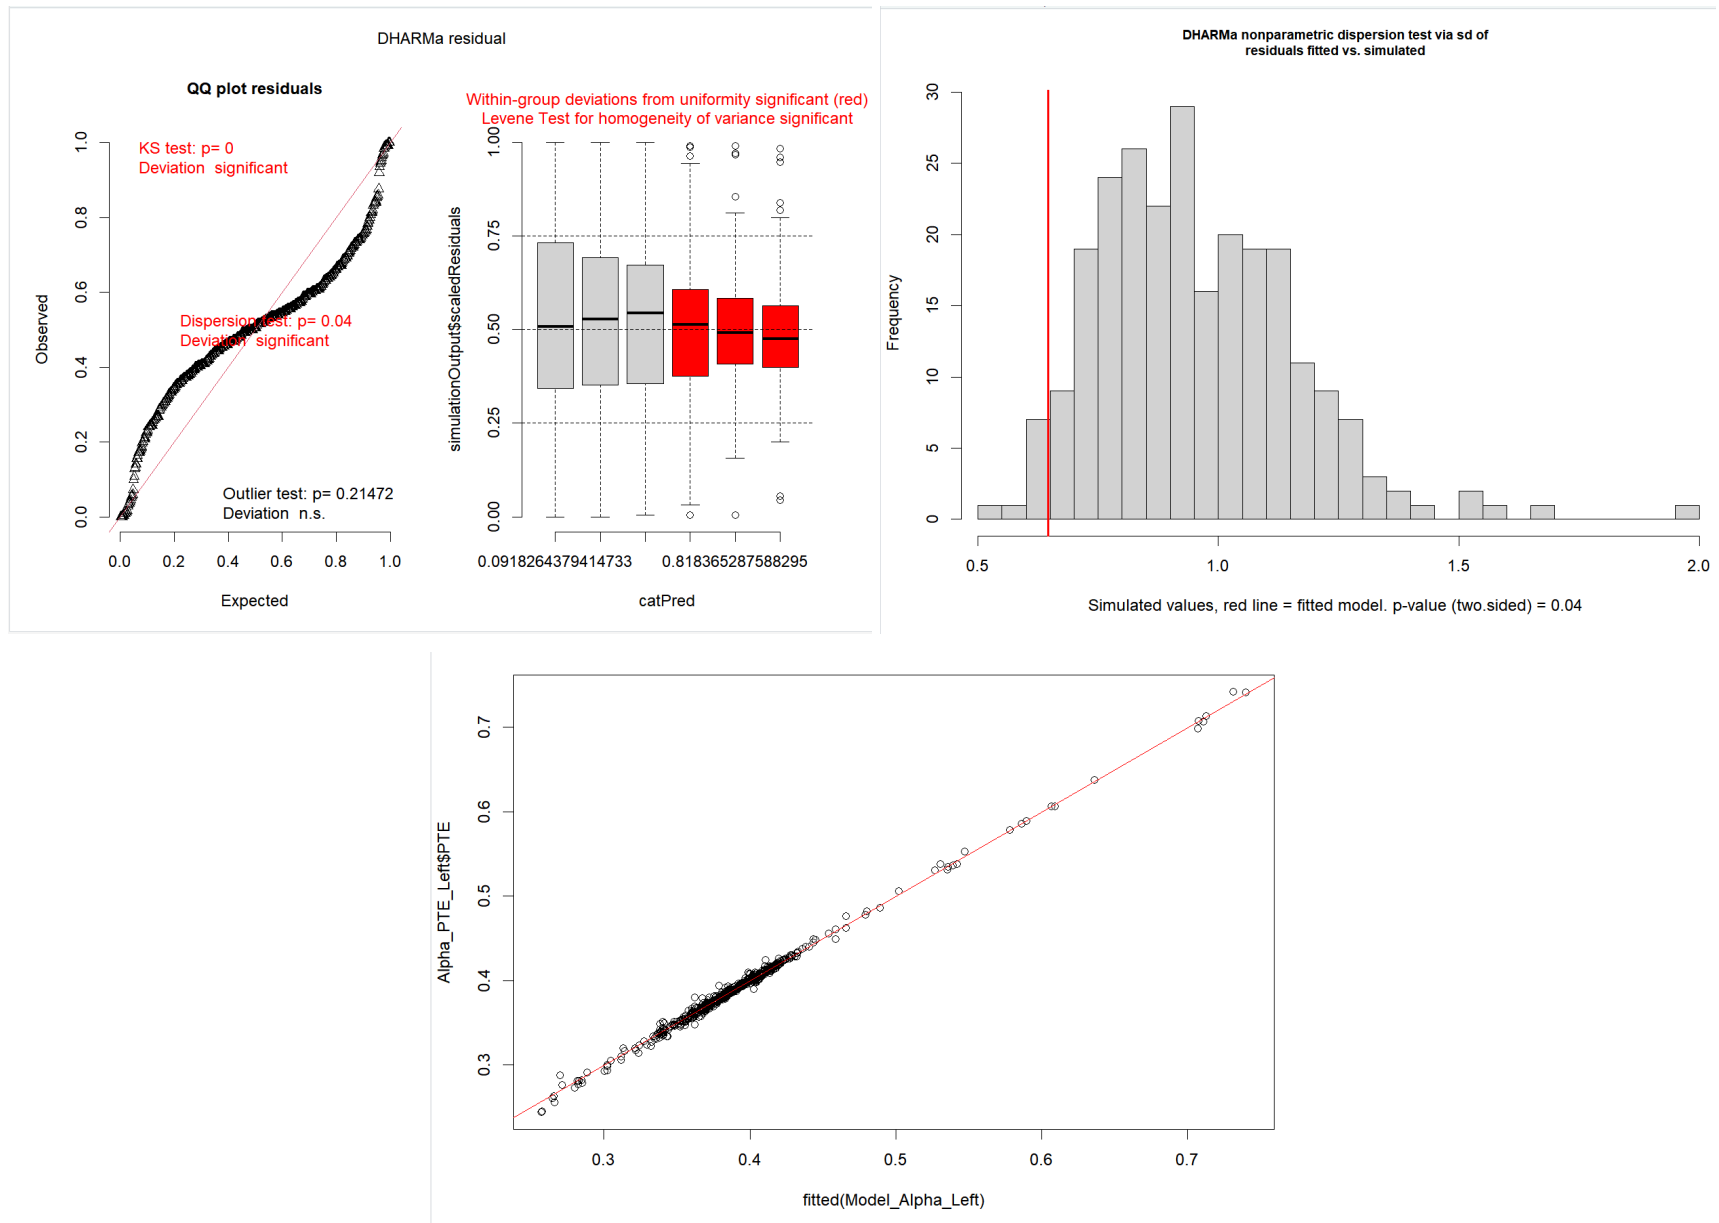 DHARMa residual
QQ plot residuals
KS test: p= 0
Deviation significant
Dispersion test: p= 0.04
Deviation significant
Outlier test: p= 0.21472
Deviation n.s.
Observed
0.0 0.2 0.4 0.6 0.8 1.0
0.0 0.2 0.4 0.6 0.8 1.0
Expected
Within-group deviations from uniformity significant (red)
Levene Test for homogeneity of variance significant
simulationOutput$scaledResiduals
0.00 0.25 0.50 0.75 1.00
0.0918264379414733 0.818365287588295
catPred
DHARMa nonparametric dispersion test via sd of
residuals fitted vs. simulated
Frequency
0 5 10 15 20 25 30
0.5 1.0 1.5 2.0
Simulated values, red line = fitted model. p-value (two.sided) = 0.04
Alpha_PTE_Left$PTE
0.3 0.4 0.5 0.6 0.7
0.3 0.4 0.5 0.6 0.7
fitted(Model_Alpha_Left)